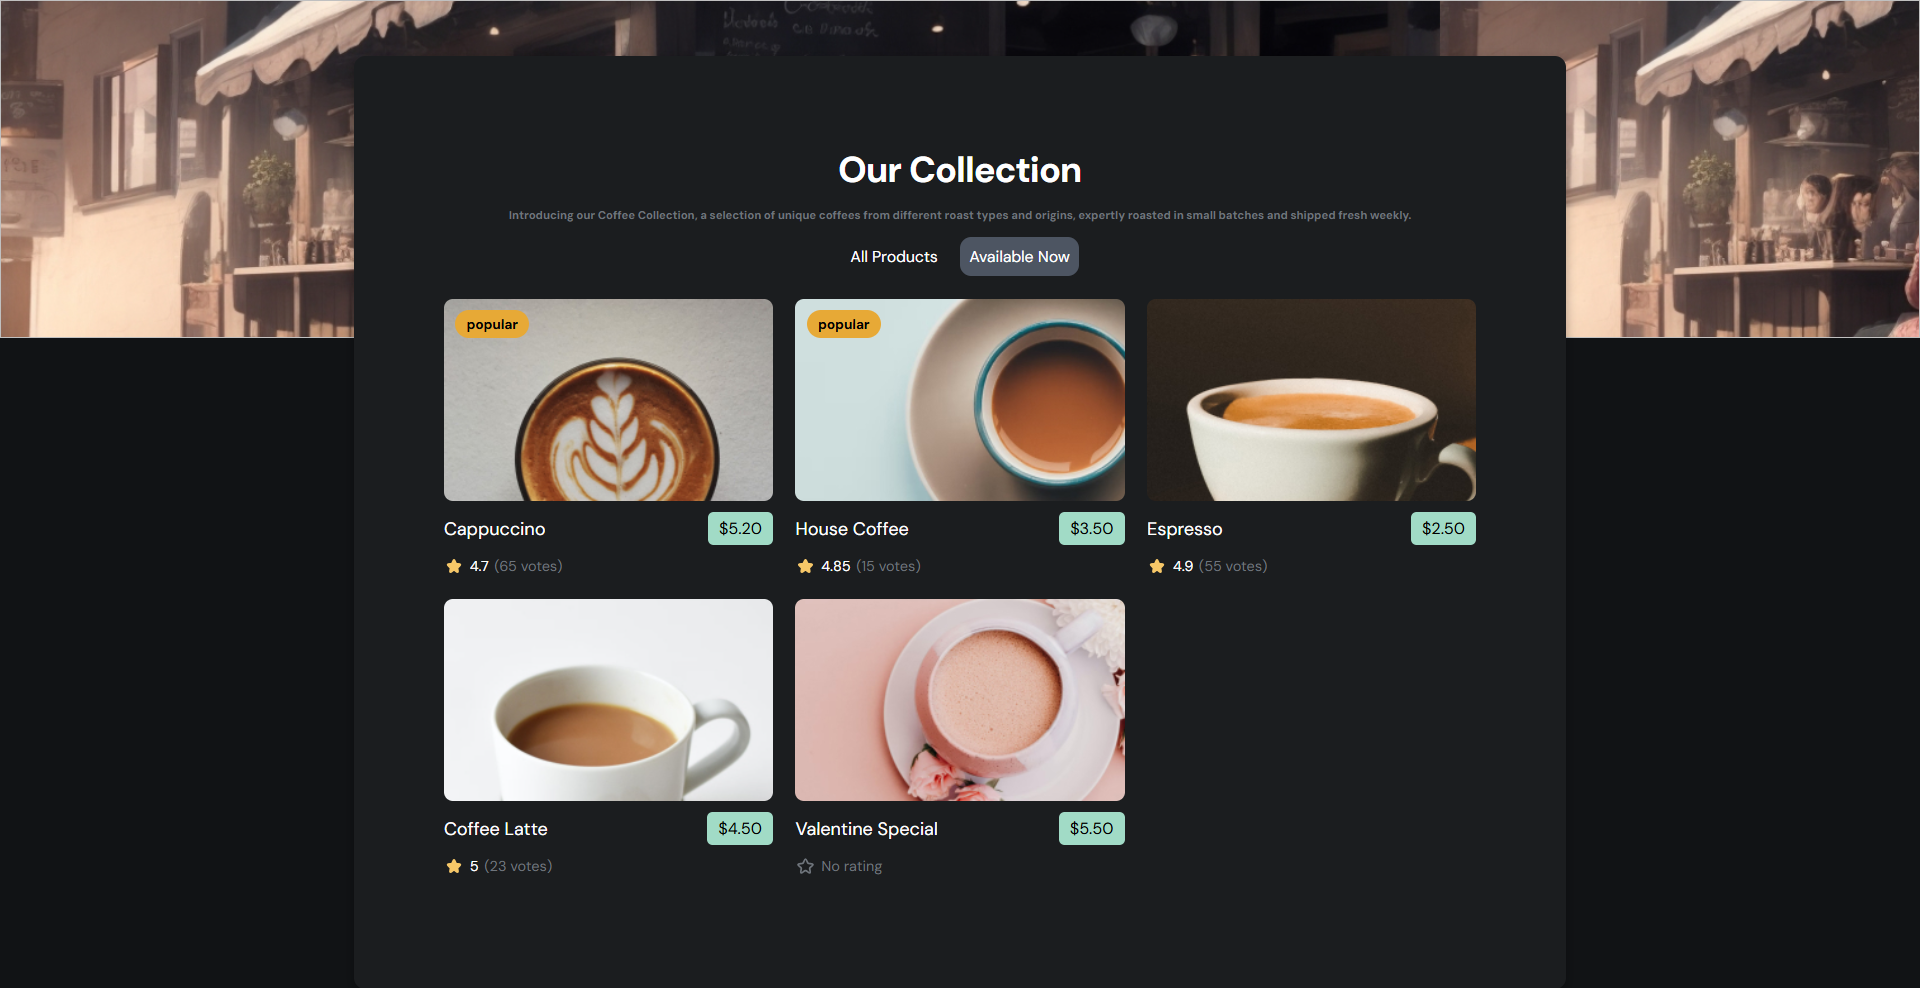 Our Collection
Introducing our Coffee Collection, a selection of unique coffees from different roast types and origins, expertly roasted in small batches and shipped fresh weekly.
All Products
Available Now
popular
popular
Cappuccino
$5.20
House Coffee
$3.50
Espresso
$2.50
4.7 (65 votes)
4.85 (15 votes)
4.9 (55 votes)
Coffee Latte
$4.50
Valentine Special
$5.50
5 (23 votes)
No rating